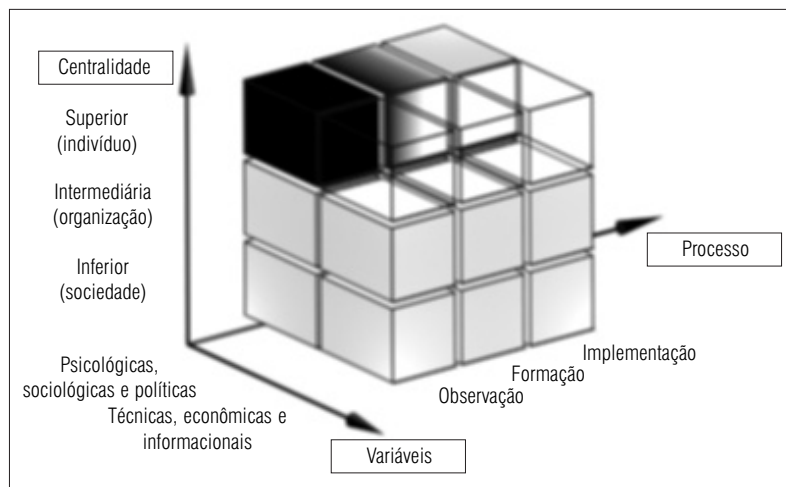 Centralidade
Superior
(indivíduo)
Intermediária
(organização)
Inferior
(sociedade)
Processo
Psicológicas,
sociológicas e políticas
Técnicas, econômicas e
informacionais
Implementação
Formação
Observação
Variáveis